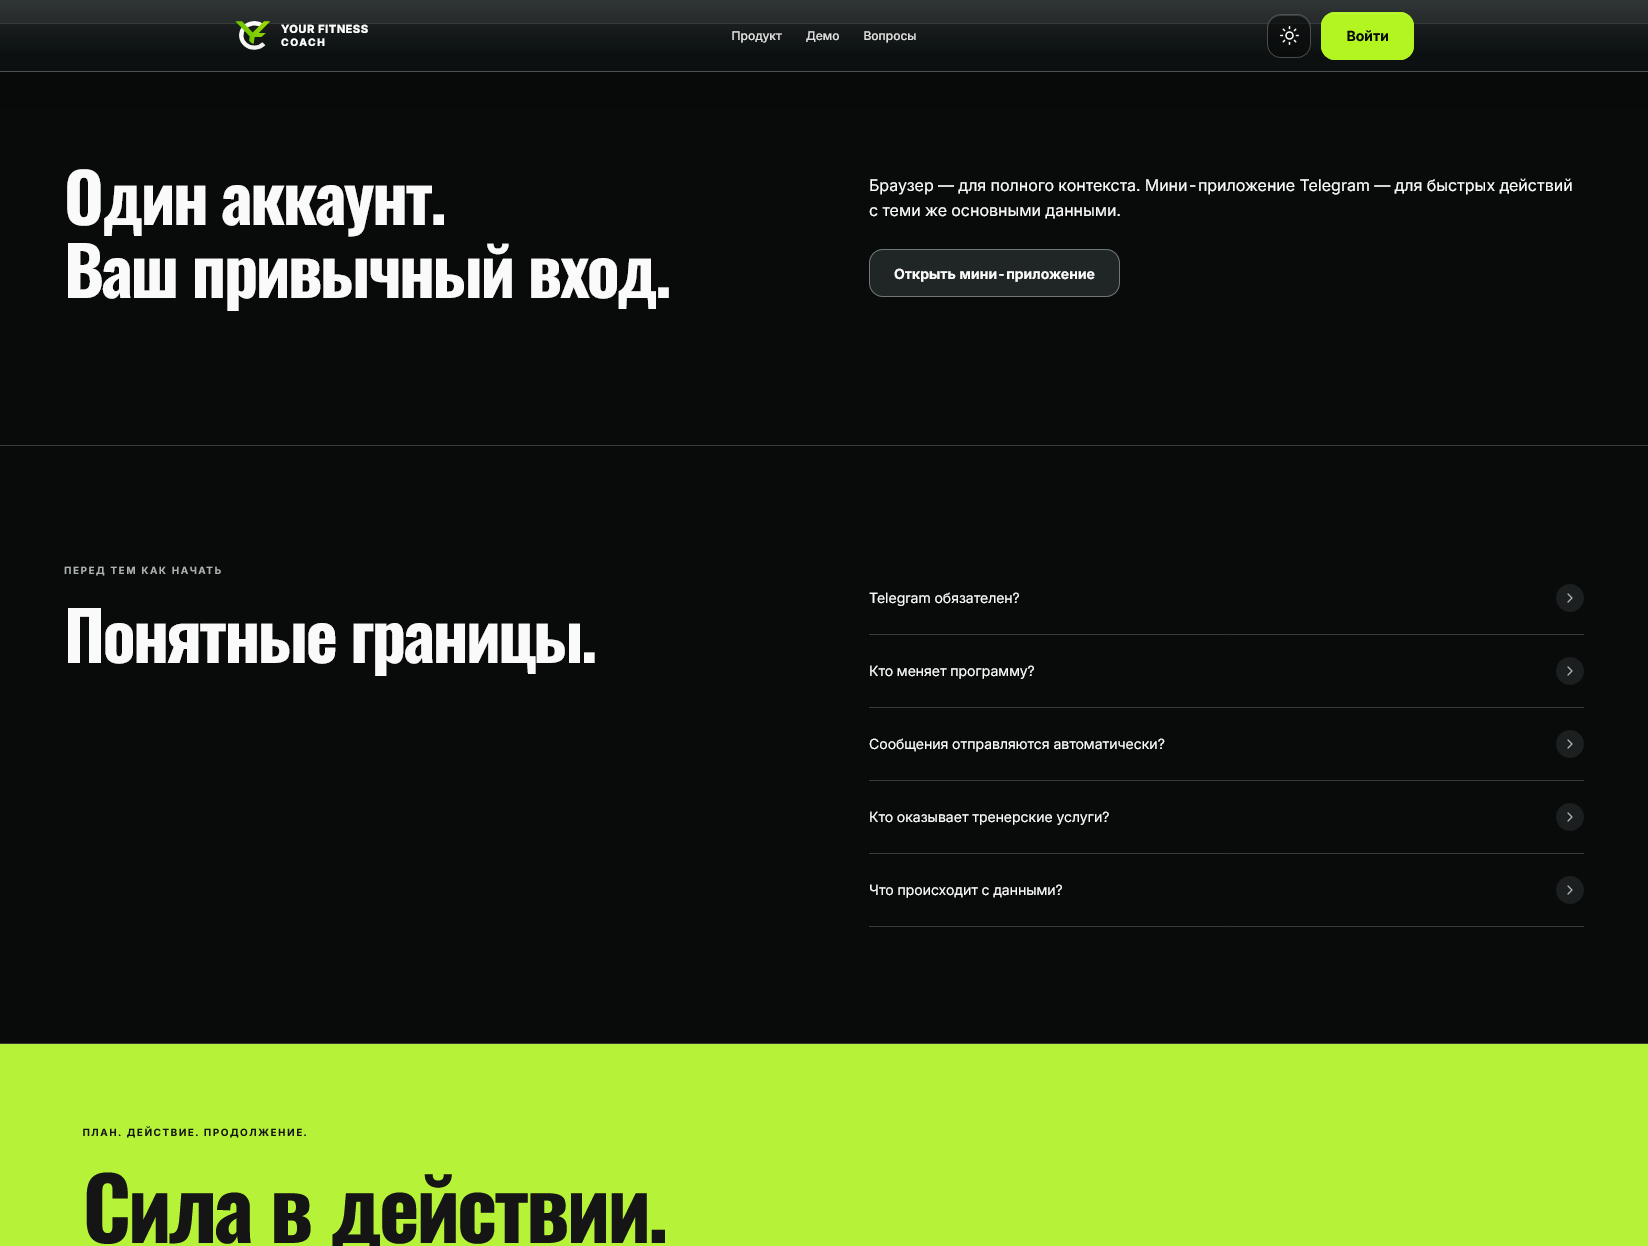 YOUR FITNESS
COACH
Продукт
Демо
Вопросы
Войти
Один аккаунт.
Ваш привычный вход.
Браузер — для полного контекста. Мини-приложение Telegram — для быстрых действий
с теми же основными данными.
Открыть мини-приложение
ПЕРЕД ТЕМ КАК НАЧАТЬ
Понятные границы.
Telegram обязателен?
Кто меняет программу?
Сообщения отправляются автоматически?
Кто оказывает тренерские услуги?
Что происходит с данными?
ПЛАН. ДЕЙСТВИЕ. ПРОДОЛЖЕНИЕ.
Сила в действии.